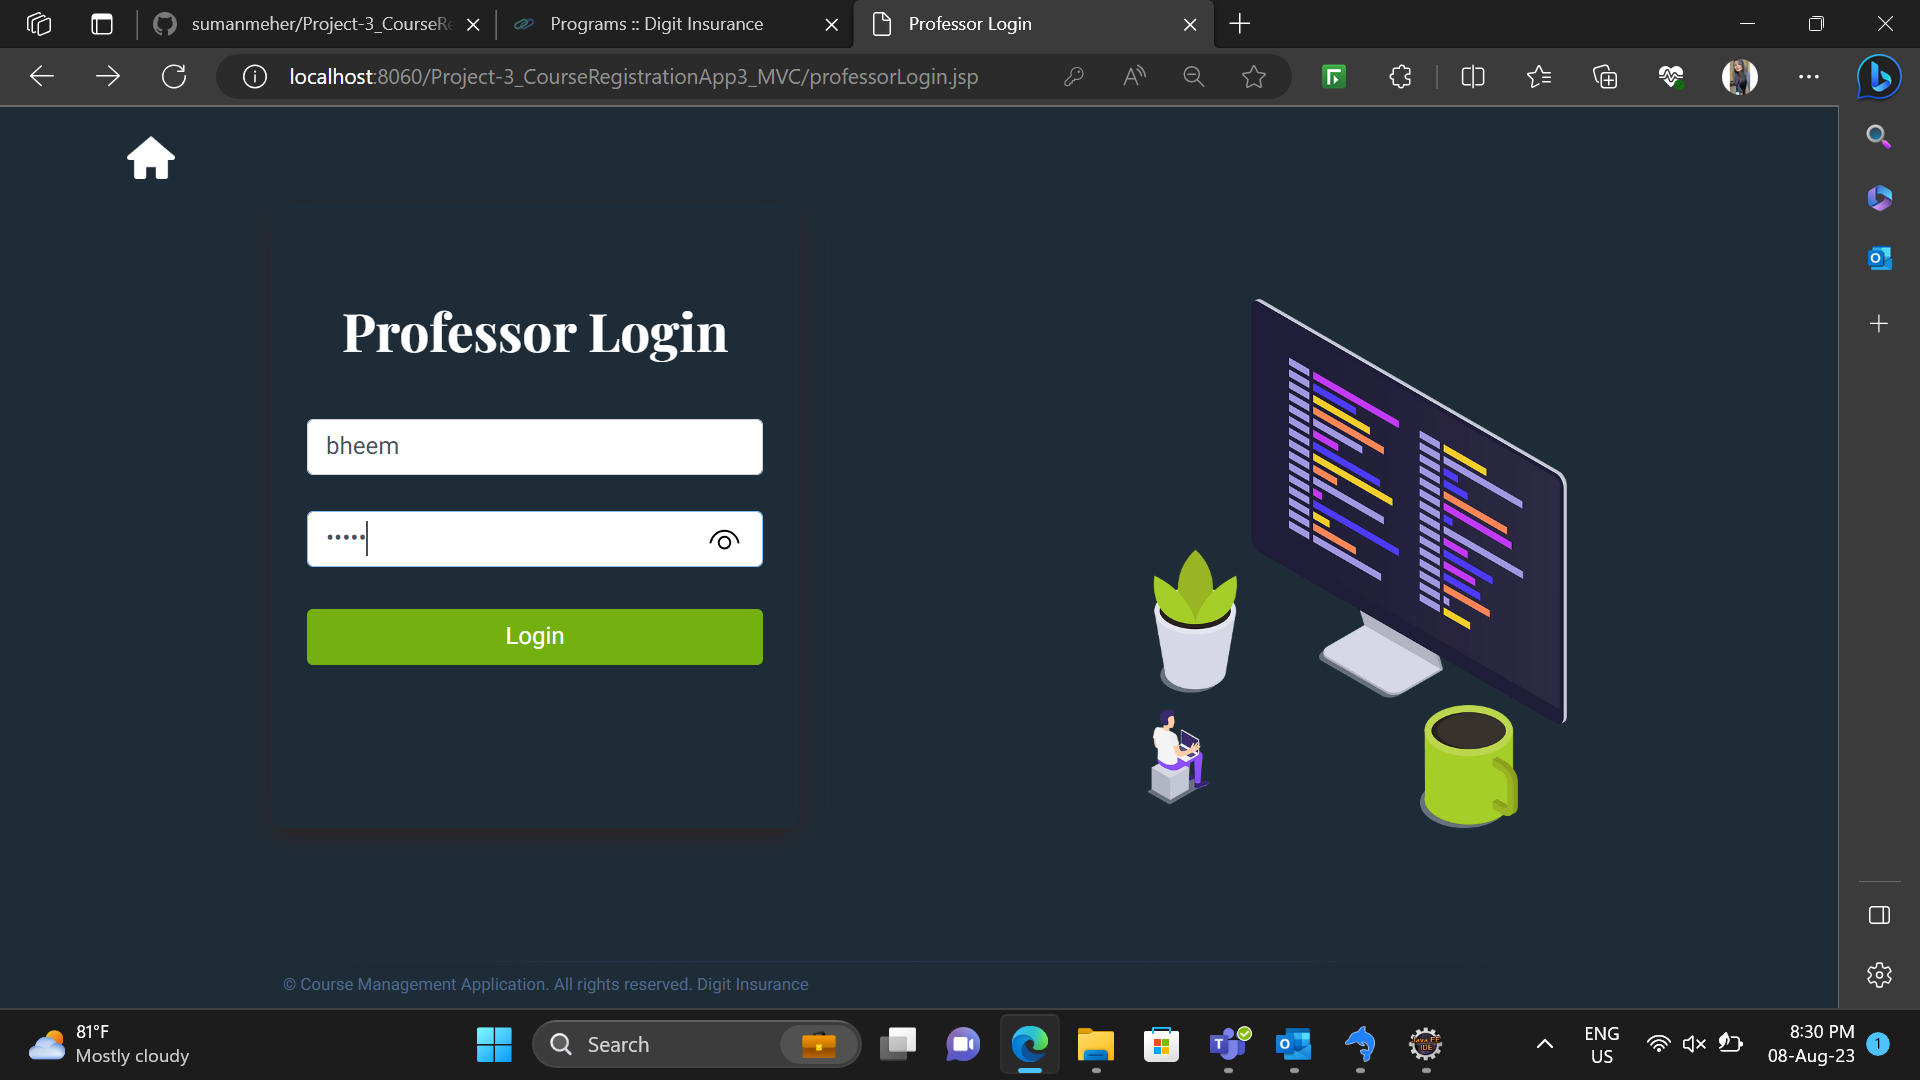 sumanmeher/Project-3_CourseRe
Programs :: Digit Insurance
Professor Login
localhost:8060/Project-3_CourseRegistrationApp3_MVC/professorLogin.jsp
Professor Login
bheem
•••••
Login
© Course Management Application. All rights reserved. Digit Insurance
81°F
Mostly cloudy
Search
ENG
US
8:30 PM
08-Aug-23
1